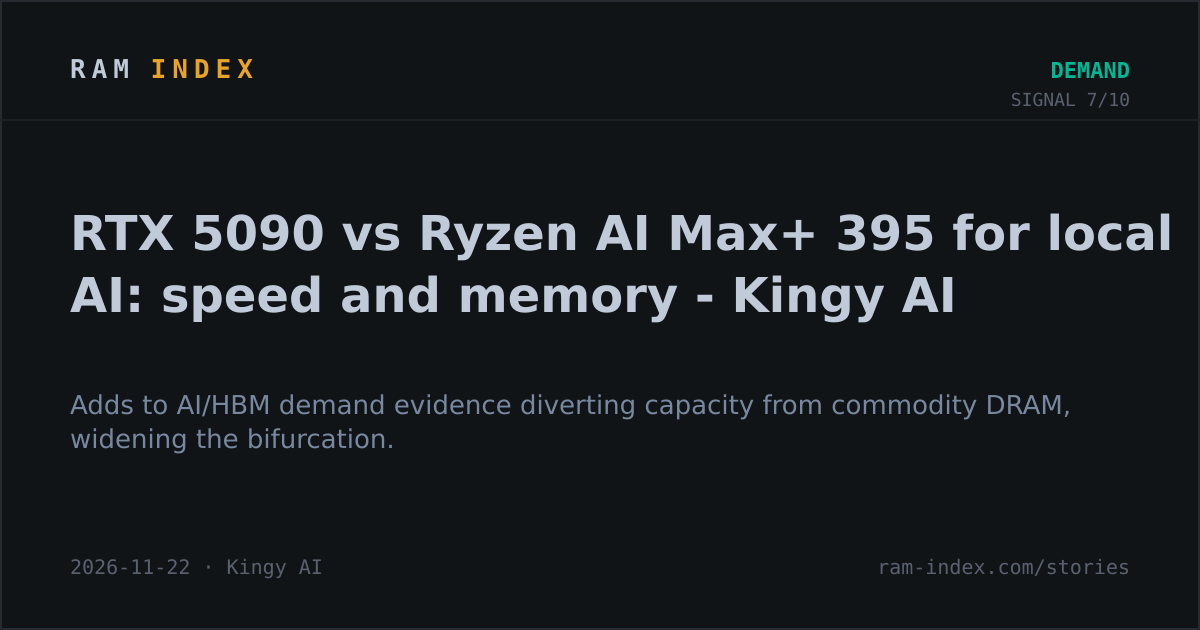 RAM INDEX
DEMAND
SIGNAL 7/10
RTX 5090 vs Ryzen AI Max+ 395 for local
AI: speed and memory - Kingy AI
Adds to AI/HBM demand evidence diverting capacity from commodity DRAM,
widening the bifurcation.
2026-11-22 · Kingy AI
ram-index.com/stories